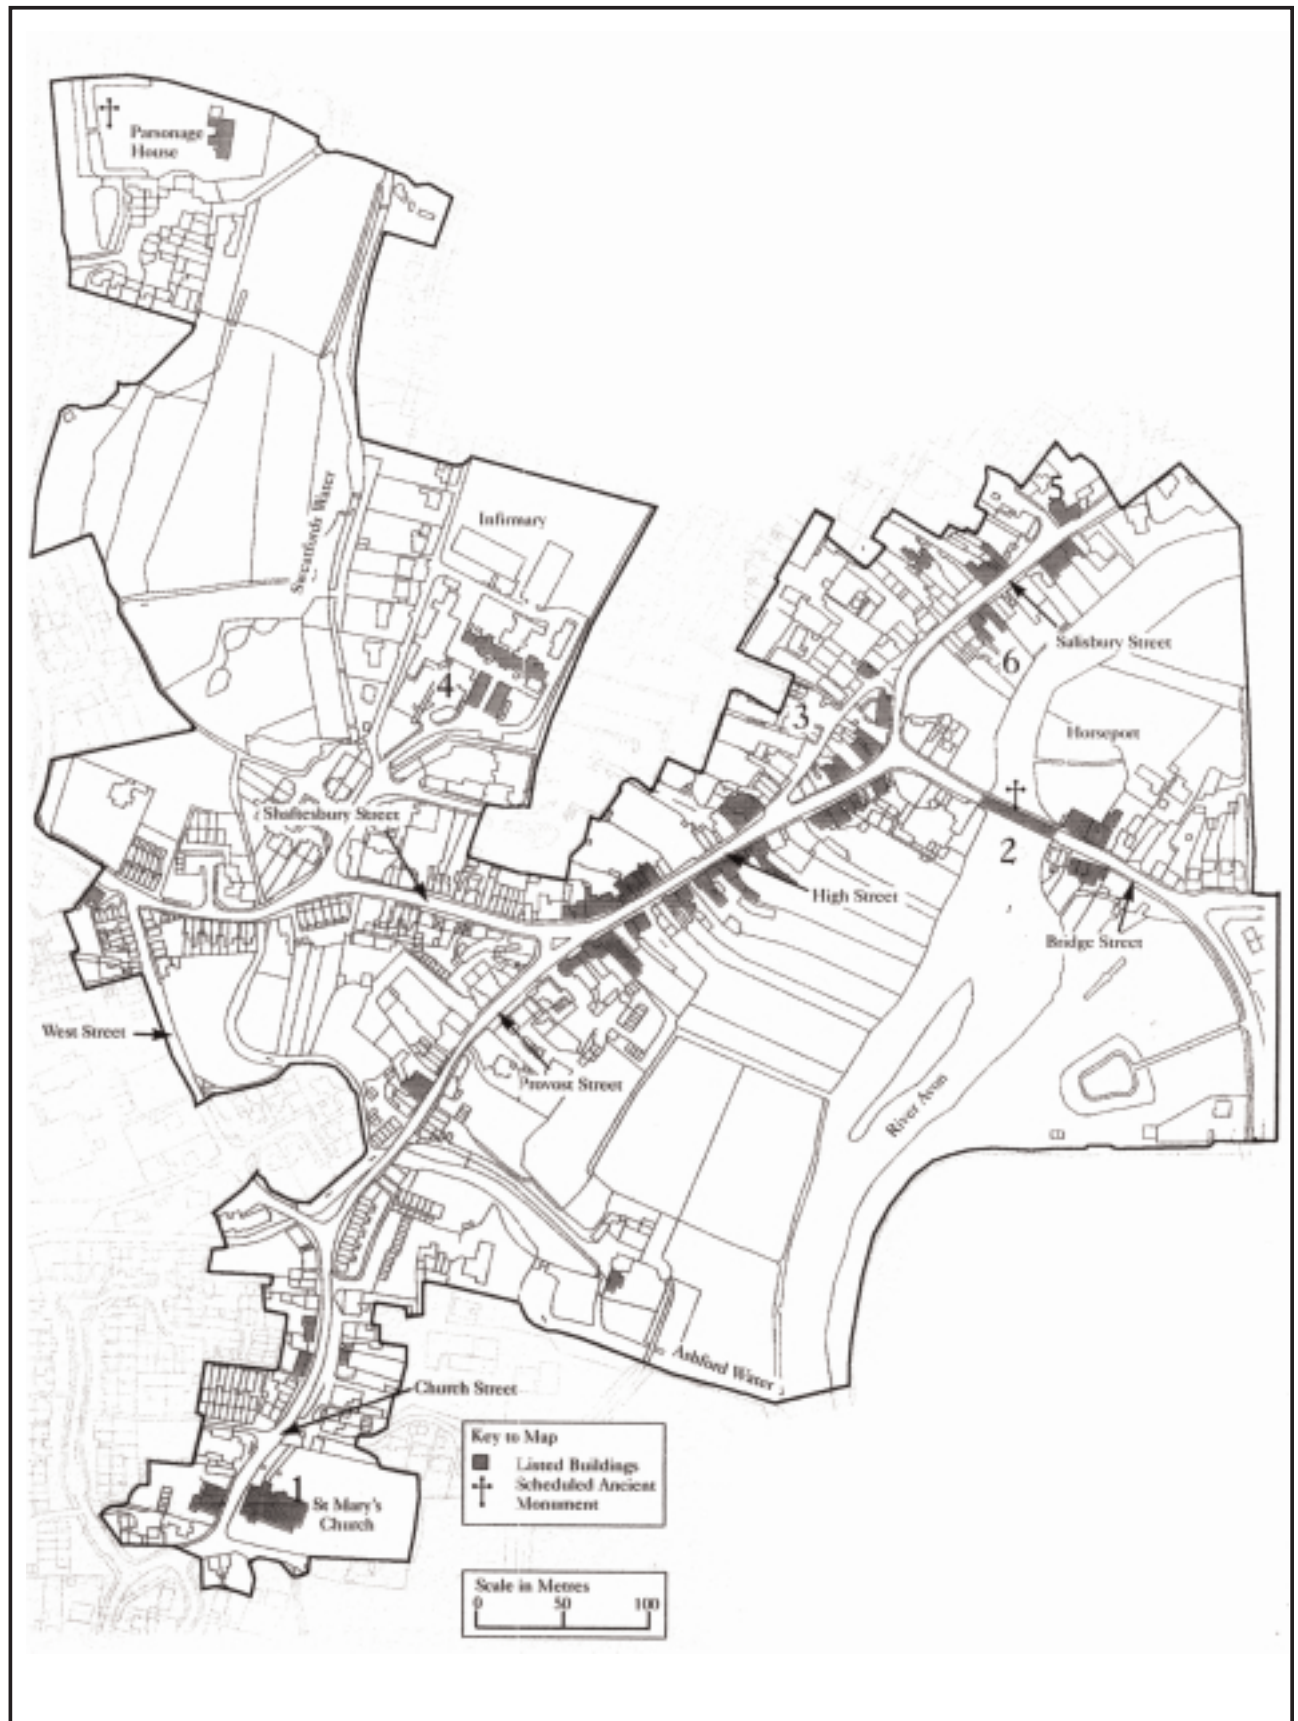 Parsonage
House
Sweatfords Water
Infirmary
5
Salisbury Street
6
4
3
Horseport
Shaftesbury Street
2
High Street
Bridge Street
West Street
Provost Street
River Avon
Ashford Water
Church Street
1
St Mary's
Church
Key to Map
Listed Buildings
Scheduled Ancient
Monument
Scale in Metres
0 50 100